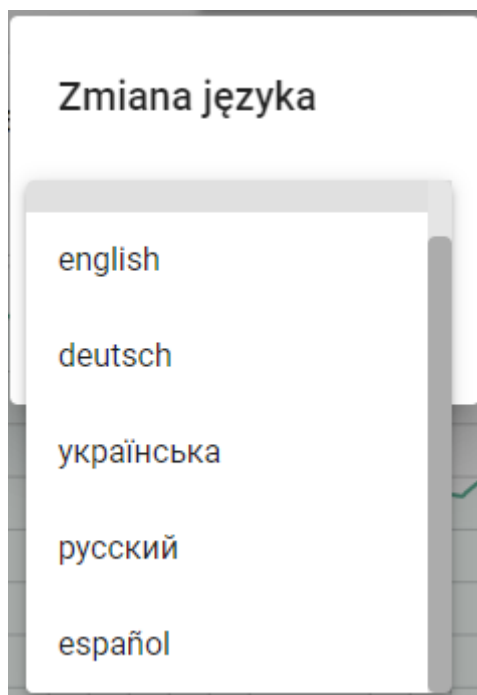 Zmiana języka
english
deutsch
українська
русский
español